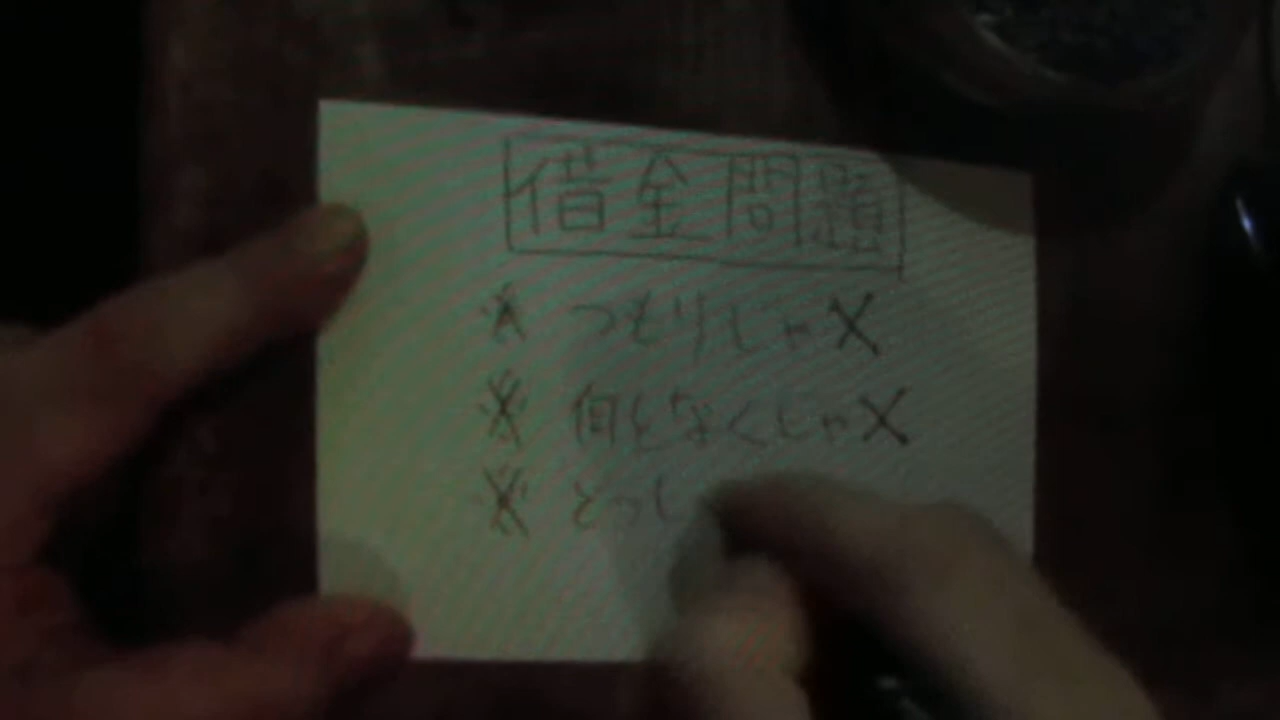 借金問題
※ つもりじゃ✕
※ 何となくじゃ✕
※ とっし